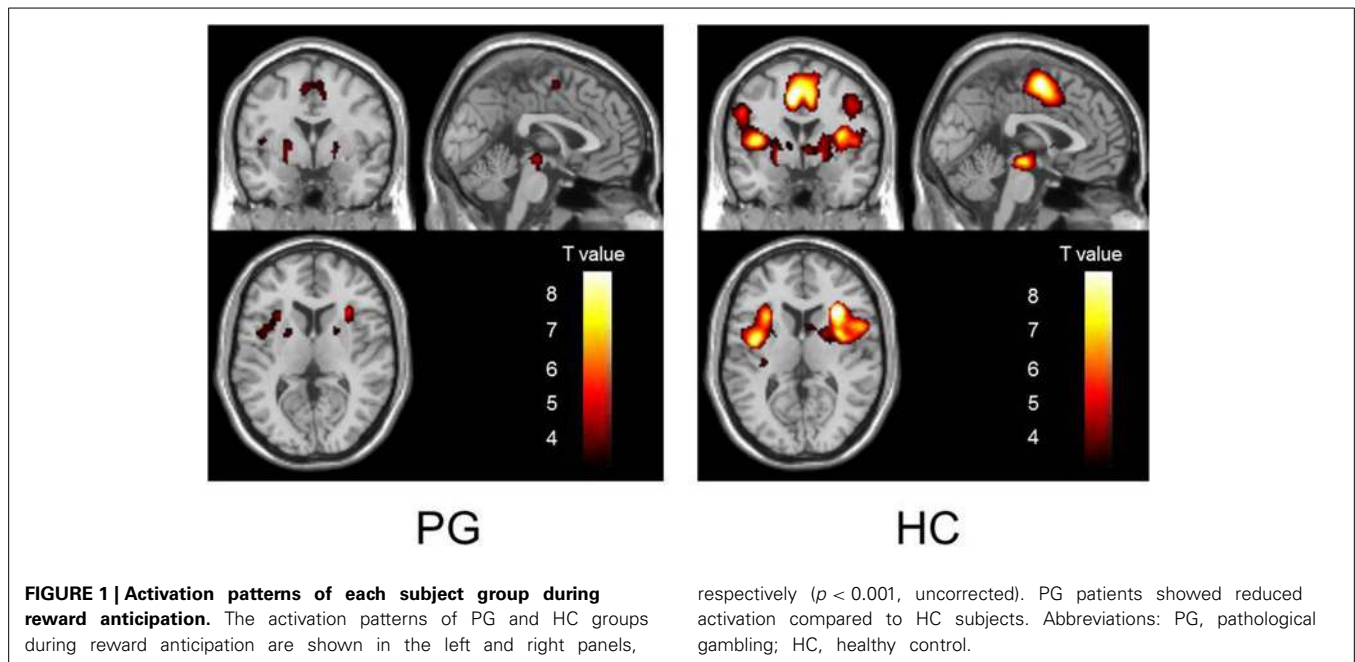 T value
8
7
6
5
4
T value
8
7
6
5
4
PG
HC
FIGURE 1 | Activation patterns of each subject group during
reward anticipation. The activation patterns of PG and HC groups
during reward anticipation are shown in the left and right panels,
respectively (p < 0.001, uncorrected). PG patients showed reduced
activation compared to HC subjects. Abbreviations: PG, pathological
gambling; HC, healthy control.